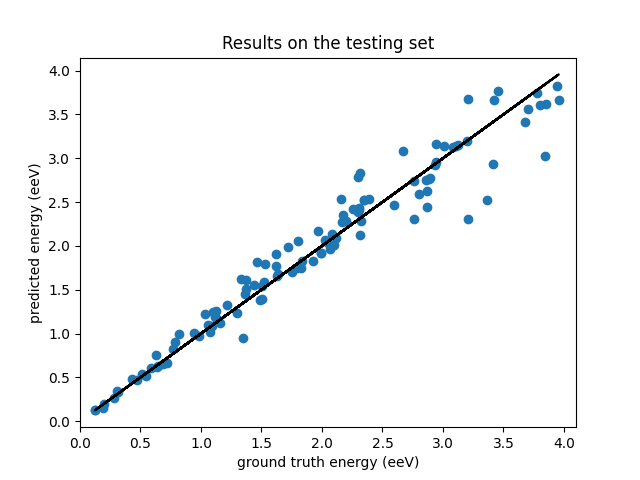 Results on the testing set
4.0
3.5
3.0
2.5
2.0
1.5
1.0
0.5
0.0
predicted energy (eeV)
0.0 0.5 1.0 1.5 2.0 2.5 3.0 3.5 4.0
ground truth energy (eeV)